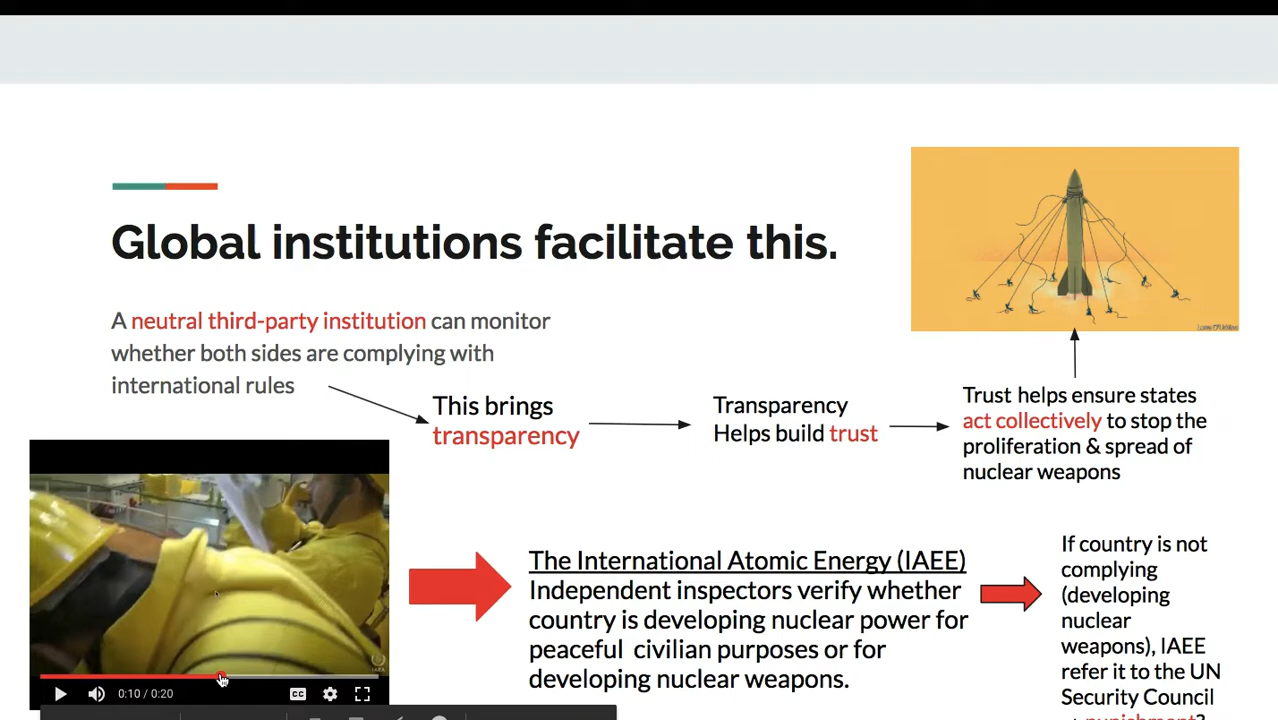 Global institutions facilitate this.
A neutral third-party institution can monitor
whether both sides are complying with
international rules
This brings
transparency
Transparency
Helps build trust
Trust helps ensure states
act collectively to stop the
proliferation & spread of
nuclear weapons
IAEA
0:10 / 0:20
CC
The International Atomic Energy (IAEE)
Independent inspectors verify whether
country is developing nuclear power for
peaceful civilian purposes or for
developing nuclear weapons.
If country is not
complying
(developing
nuclear
weapons), IAEE
refer it to the UN
Security Council
punishment?